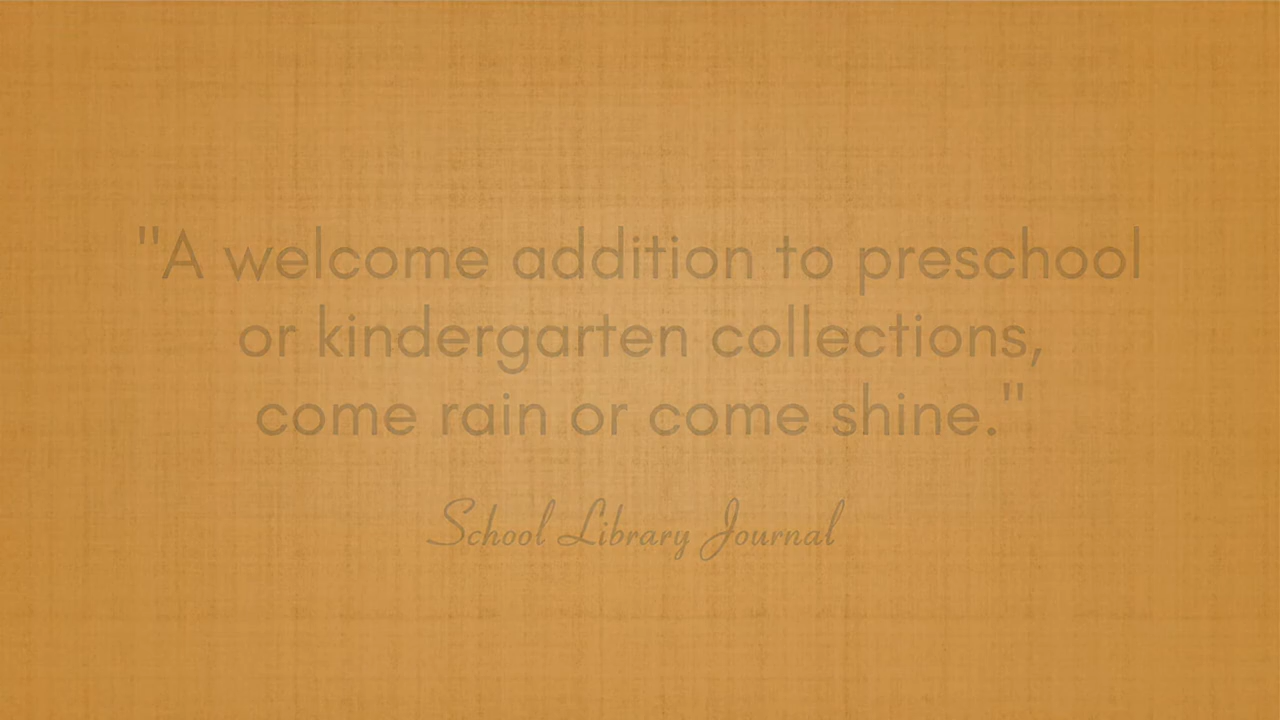 "A welcome addition to preschool
or kindergarten collections,
come rain or come shine."
School Library Journal